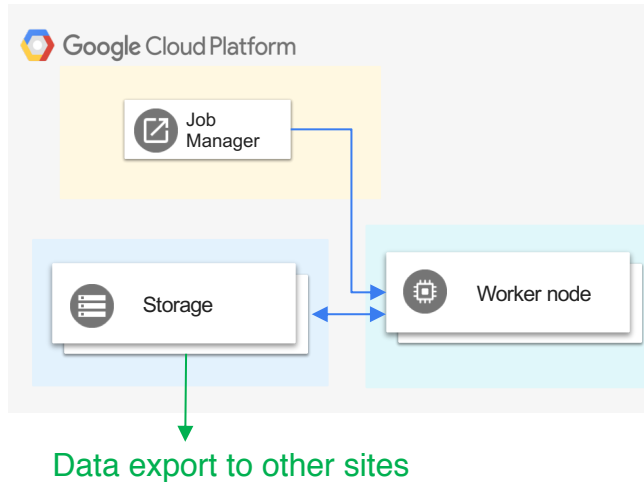 Google Cloud Platform
Job
Manager
Storage
Worker node
Data export to other sites